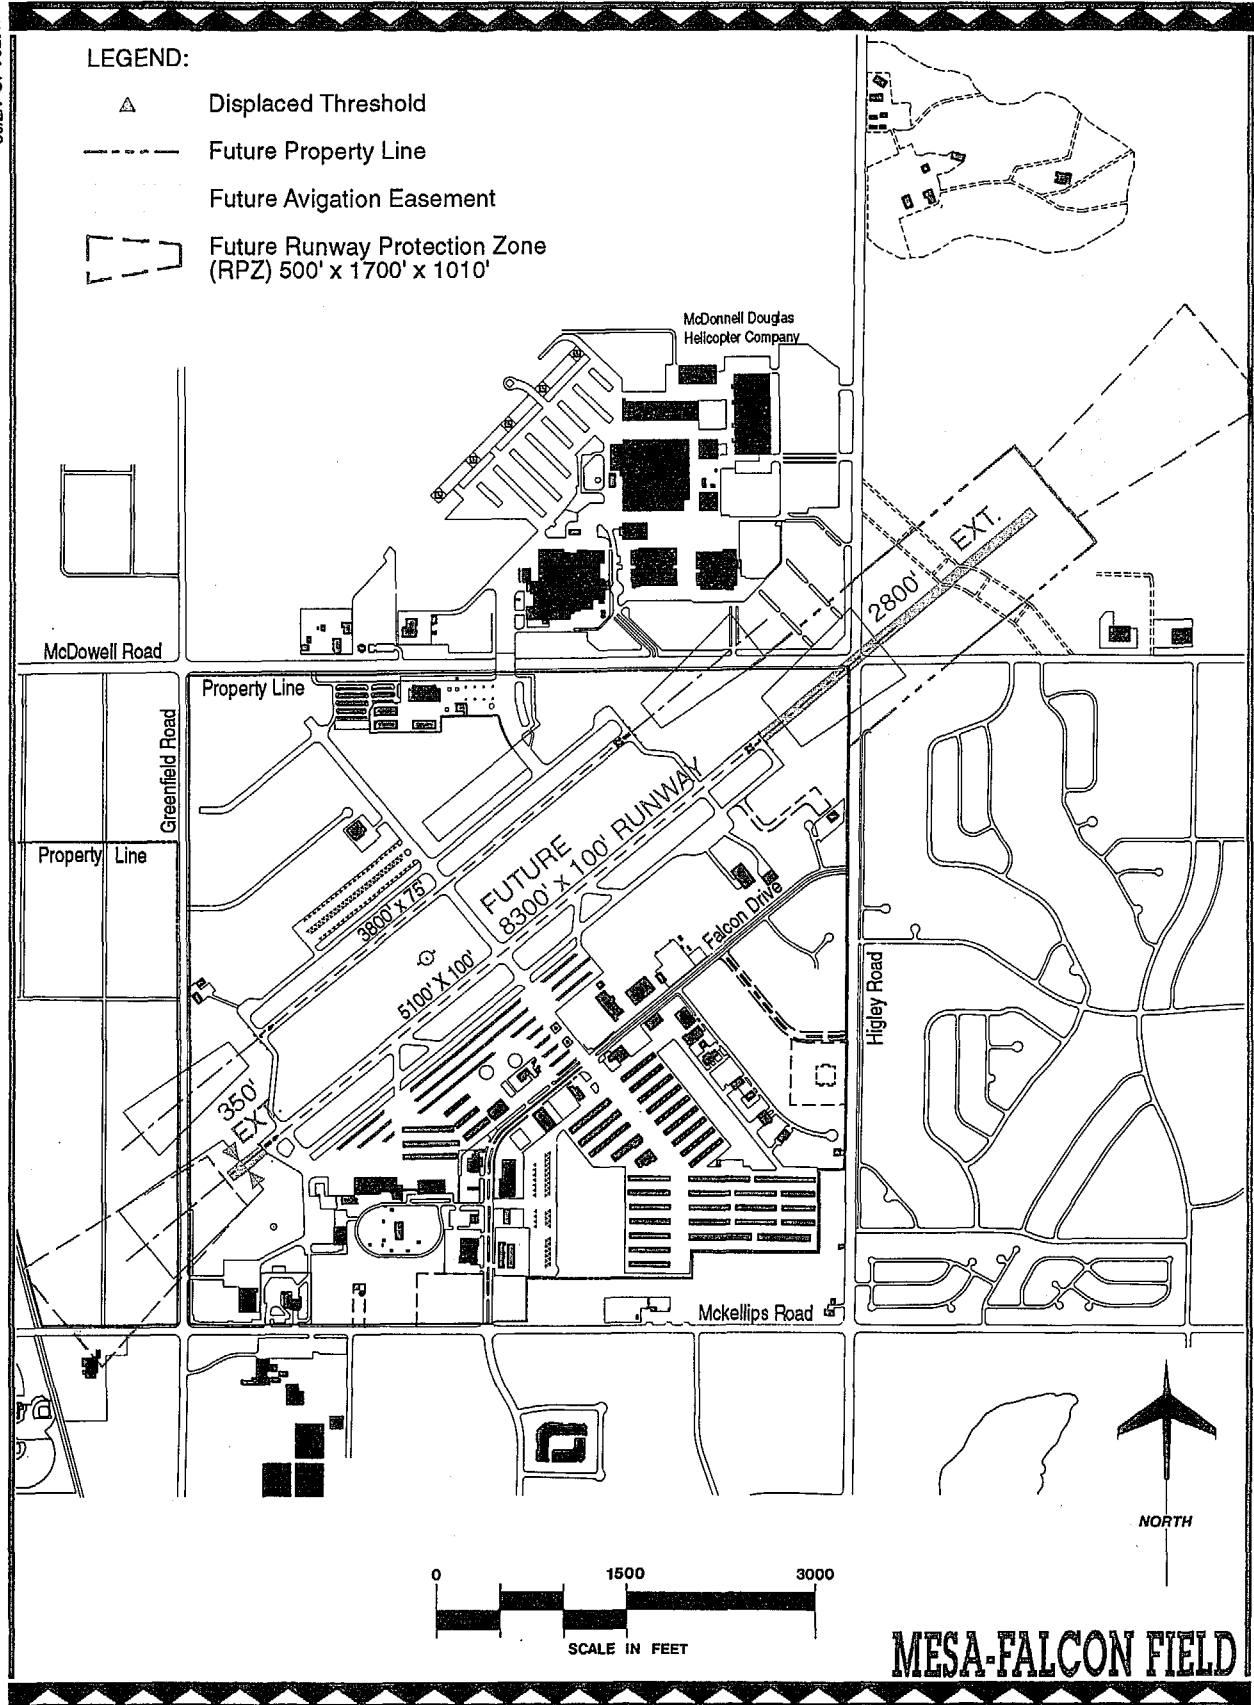 LEGEND:
Displaced Threshold
Future Property Line
Future Avigation Easement
Future Runway Protection Zone
(RPZ) 500' x 1700' x 1010'
McDonnell Douglas
Helicopter Company
EXT.
2800'
McDowell Road
Property Line
Greenfield Road
Property Line
FUTURE
8300' x 100' RUNWAY
3800' X 75'
5100' X 100'
Falcon Drive
Higley Road
350'
EXT.
Mckellips Road
NORTH
0 1500 3000
SCALE IN FEET
MESA-FALCON FIELD